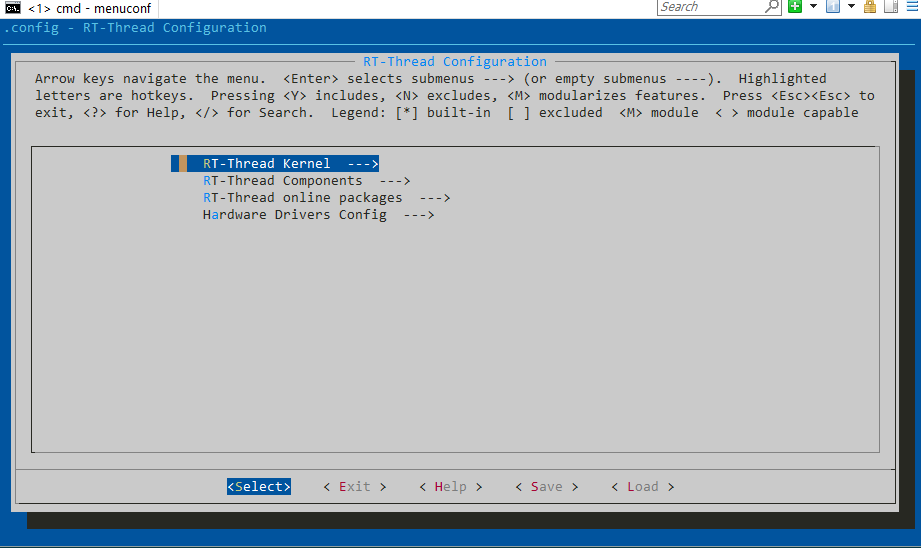 <1> cmd - menuconf
Search
.config - RT-Thread Configuration
RT-Thread Configuration
Arrow keys navigate the menu.  <Enter> selects submenus ---> (or empty submenus ----).  Highlighted
letters are hotkeys.  Pressing <Y> includes, <N> excludes, <M> modularizes features.  Press <Esc><Esc> to
exit, <?> for Help, </> for Search.  Legend: [*] built-in  [ ] excluded  <M> module  < > module capable
RT-Thread Kernel  --->
RT-Thread Components  --->
RT-Thread online packages  --->
Hardware Drivers Config  --->
<Select>    < Exit >    < Help >    < Save >    < Load >